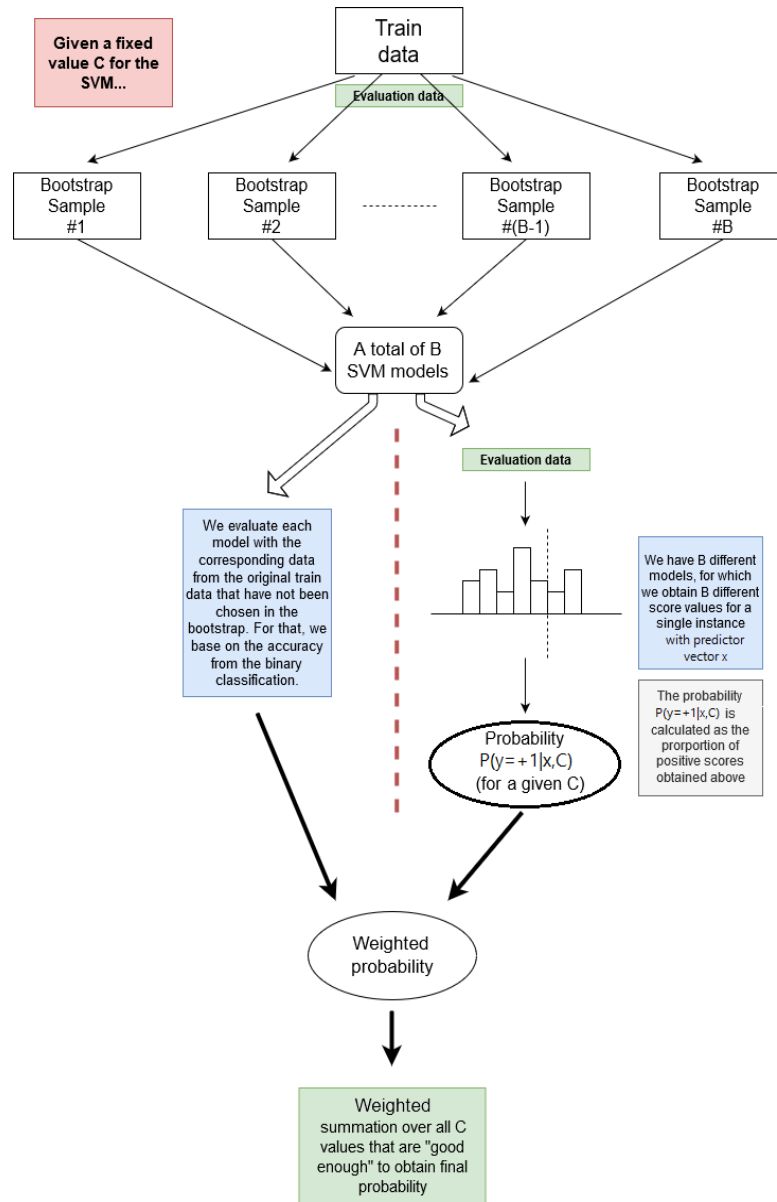 Given a fixed
value C for the
SVM...
Train
data
Evaluation data
Bootstrap
Sample
#1
Bootstrap
Sample
#2
Bootstrap
Sample
#(B-1)
Bootstrap
Sample
#B
A total of B
SVM models
Evaluation data
We evaluate each
model with the
corresponding data
from the original train
data that have not been
chosen in the
bootstrap. For that, we
base on the accuracy
from the binary
classification.
We have B different
models, for which
we obtain B different
score values for a
single instance
with predictor
vector x
The probability
P(y=+1|x,C) is
calculated as the
prorportion of
positive scores
obtained above
Probability
P(y=+1|x,C)
(for a given C)
Weighted
probability
Weighted
summation over all C
values that are "good
enough" to obtain final
probability